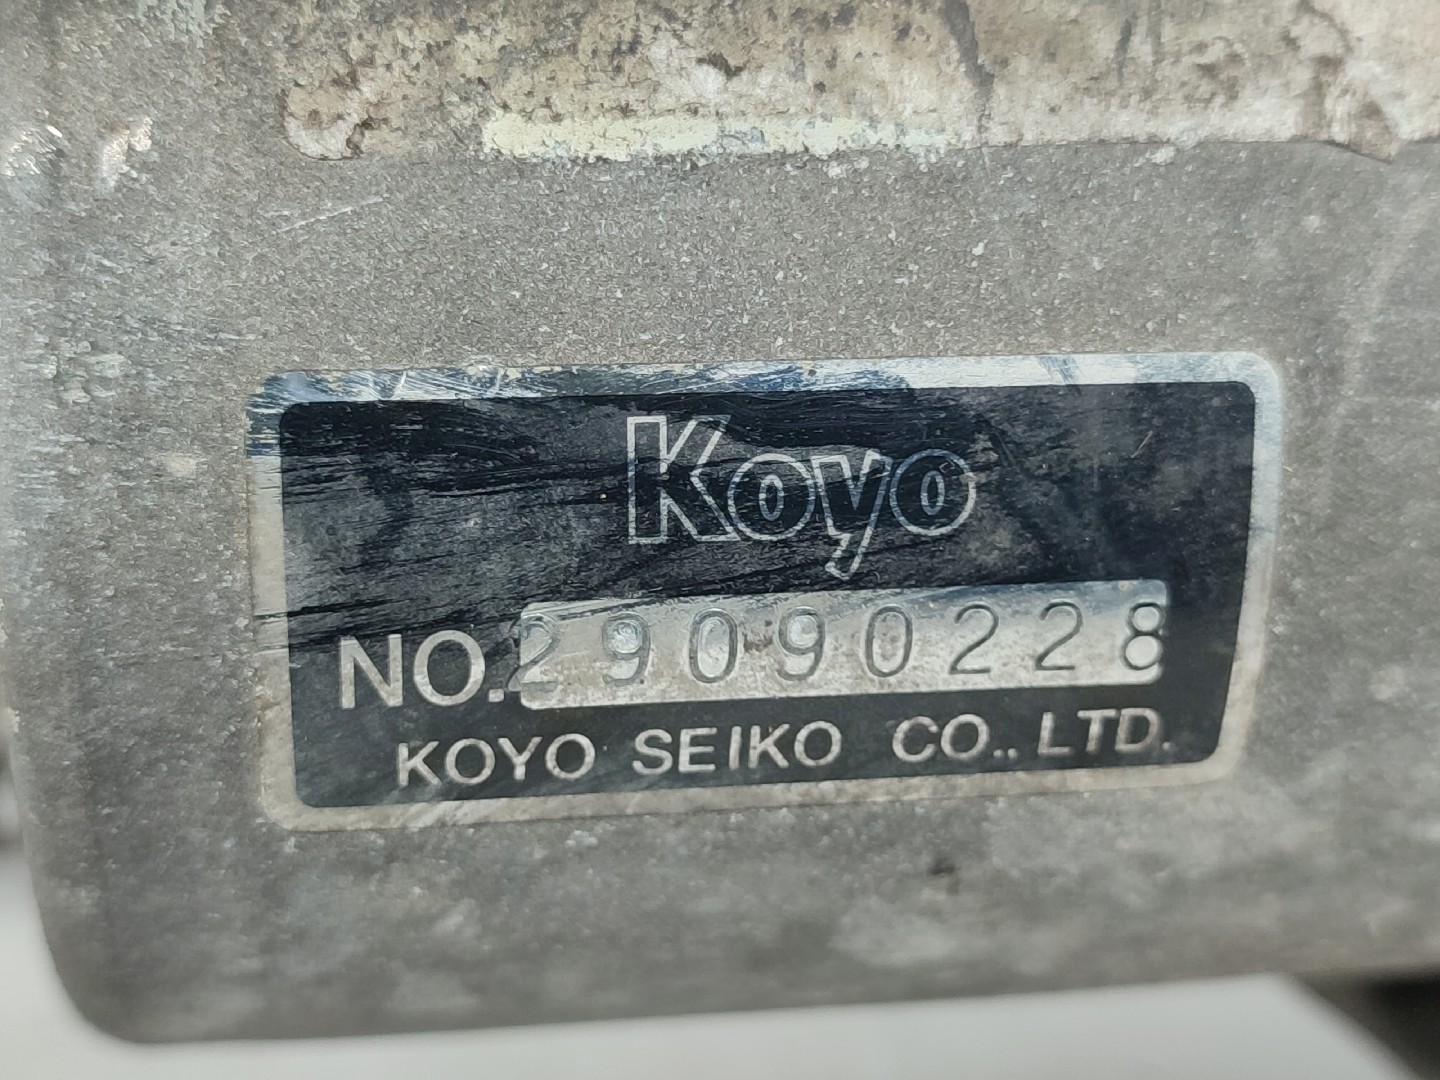 Koyo
NO.29090228
KOYO SEIKO CO., LTD.